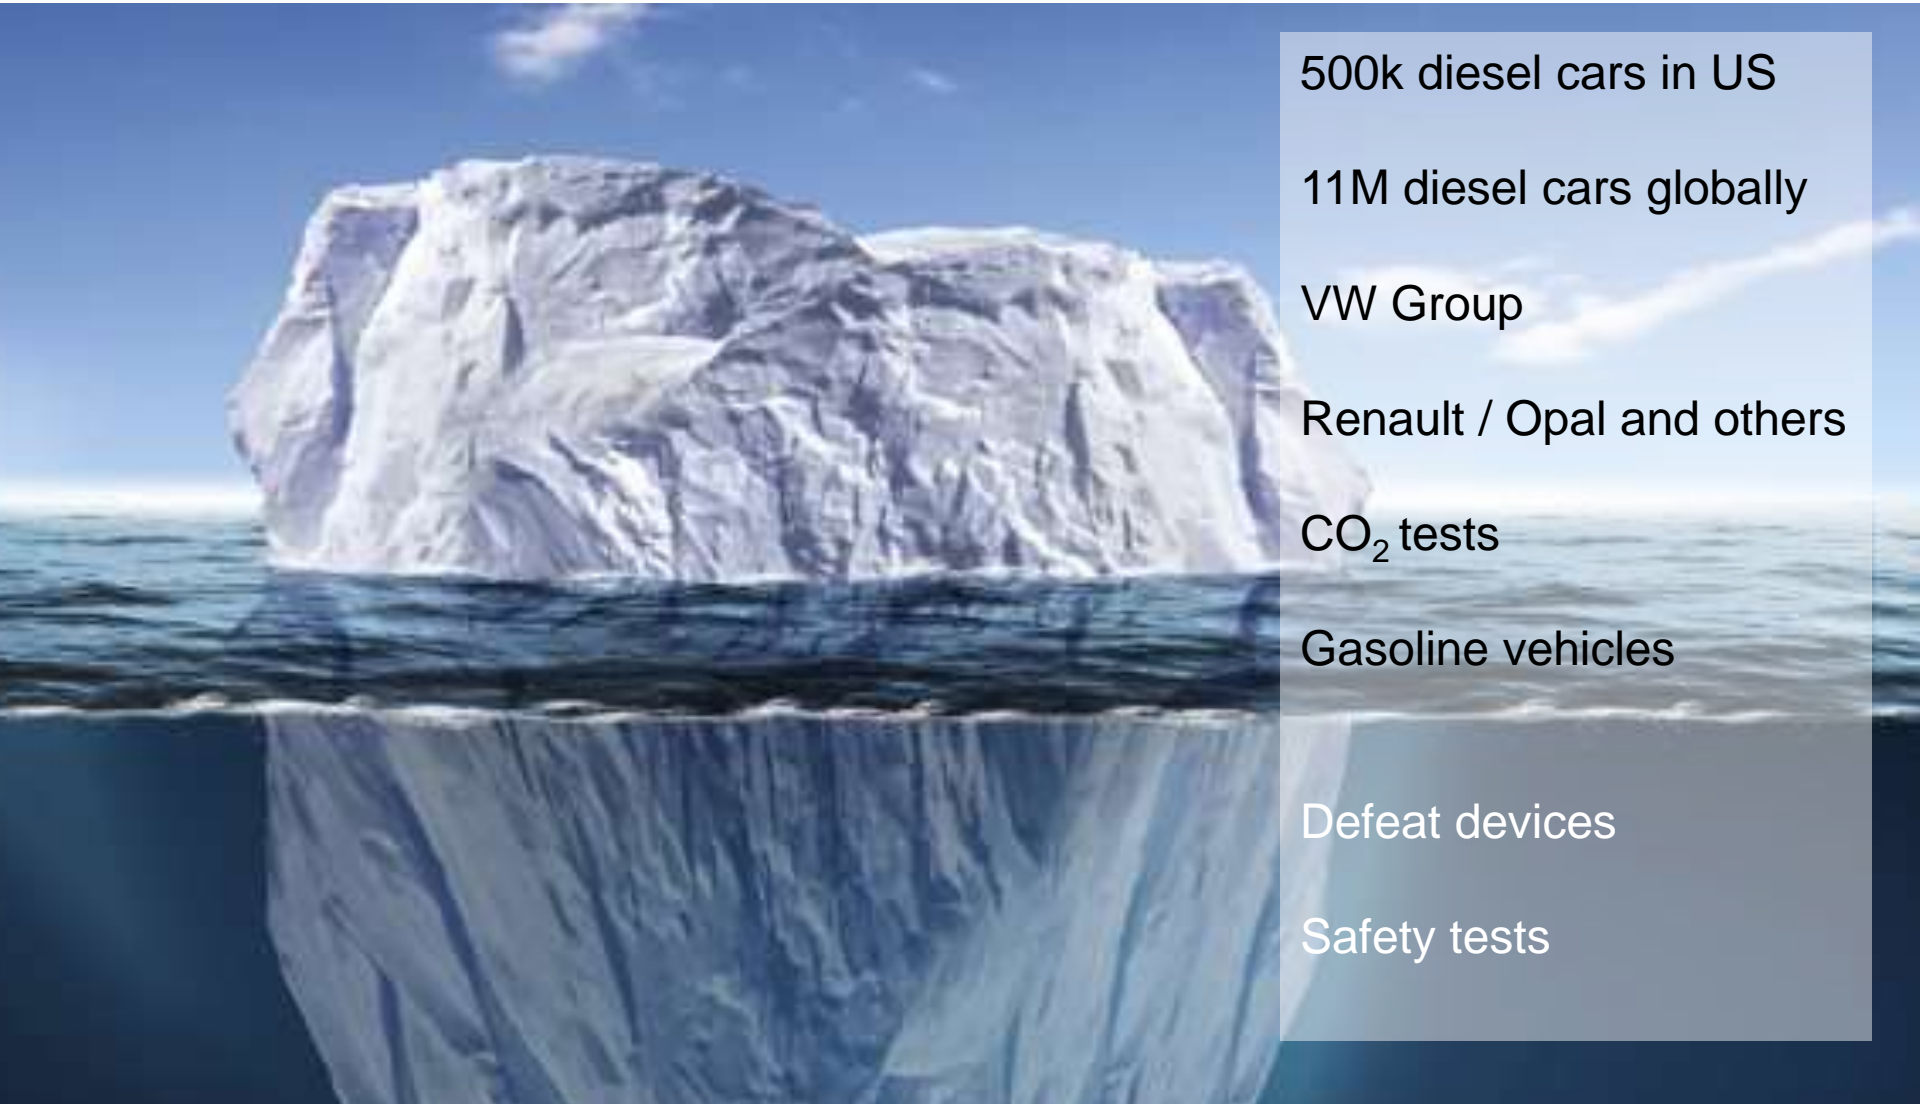 500k diesel cars in US
11M diesel cars globally
VW Group
Renault / Opal and others
CO₂ tests
Gasoline vehicles
Defeat devices
Safety tests